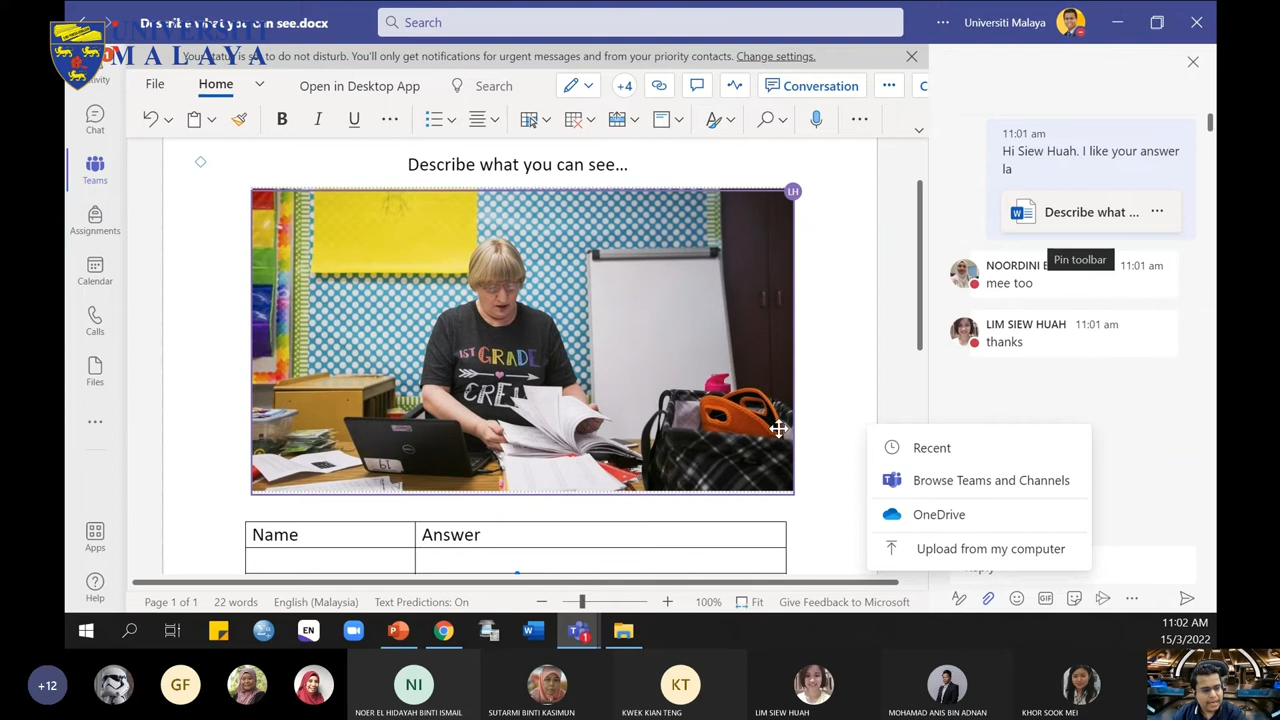 Describe what you can see.docx
Search
Universiti Malaya
UNIVERSITI
MALAYA
Your status is set to do not disturb. You'll only get notifications for urgent messages and from your priority contacts. Change settings.
File
Home
Open in Desktop App
Search
+4
Conversation
C
Activity
Chat
Teams
Assignments
Calendar
Calls
Files
Apps
Help
Describe what you can see...
LH
1ST GRADE
CREW
DELL
Name
Answer
11:01 am
Hi Siew Huah. I like your answer
la
Describe what ...
Pin toolbar
NOORDINI B
11:01 am
mee too
LIM SIEW HUAH
11:01 am
thanks
Recent
Browse Teams and Channels
OneDrive
Upload from my computer
Reply
GIF
Page 1 of 1
22 words
English (Malaysia)
Text Predictions: On
100%
Fit
Give Feedback to Microsoft
EN
1
11:02 AM
15/3/2022
+12
GF
NI
NOER EL HIDAYAH BINTI ISMAIL
SUTARMI BINTI KASIMUN
KT
KWEK KIAN TENG
LIM SIEW HUAH
MOHAMAD ANIS BIN ADNAN
KHOR SOOK MEI